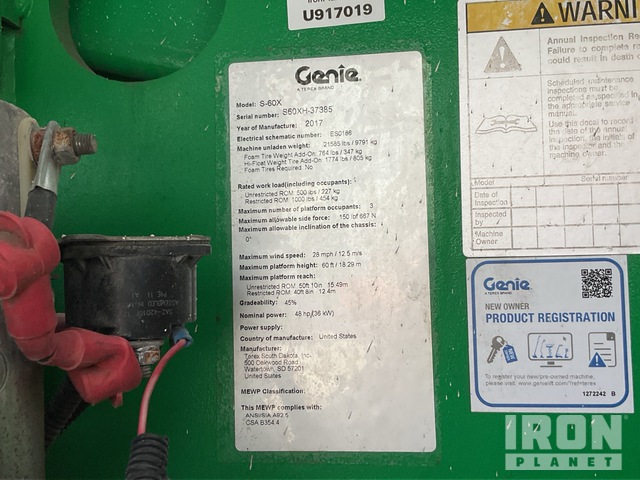 U917019
Genie
A TEREX BRAND
Model: S-60X
Serial number: S60XH-37385
Year of Manufacture: 2017
Electrical schematic number: ES0186
Machine unladen weight: 21585 lbs / 9791 kg
Foam Tire Weight Add-On: 764 lbs / 347 kg
Hi-Float Weight Tire Add-On: 1774 lbs / 805 kg
Foam Tires Required: No
Rated work load(including occupants):
Unrestricted ROM: 500 lbs / 227 kg
Restricted ROM: 1000 lbs / 454 kg
Maximum number of platform occupants: 3
Maximum allowable side force: 150 lbf 667 N
Maximum allowable inclination of the chassis:
0°
Maximum wind speed: 28 mph / 12.5 m/s
Maximum platform height: 60 ft / 18.29 m
Maximum platform reach:
Unrestricted ROM: 50ft 10in 15.49m
Restricted ROM: 40ft 8in 12.4m
Gradeability: 45%
Nominal power: 48 hp/(36 kW)
Power supply:
Country of manufacture: United States
Manufacturer:
Terex South Dakota, Inc.
500 Oakwood Road
Watertown, SD 57201
United States
MEWP Classification:
This MEWP complies with:
ANSI/SIA A92.5
CSA B354.4
WARNI
Annual Inspection Re
Failure to complete
could result in death o
Scheduled maintenance
inspections must be
completed as
the appropriate service
manual.
Use this decal to record
the date of the annual
inspection, the
of the inspector and the
machine owner.
Model Serial number
Date of
Inspection
Inspected
by
Machine
Owner
Genie
A TEREX BRAND
NEW OWNER
PRODUCT REGISTRATION
To register your new pre-owned machine,
please visit: www.genielift.com/?ref=terex
1272242 B
IRON
PLANET